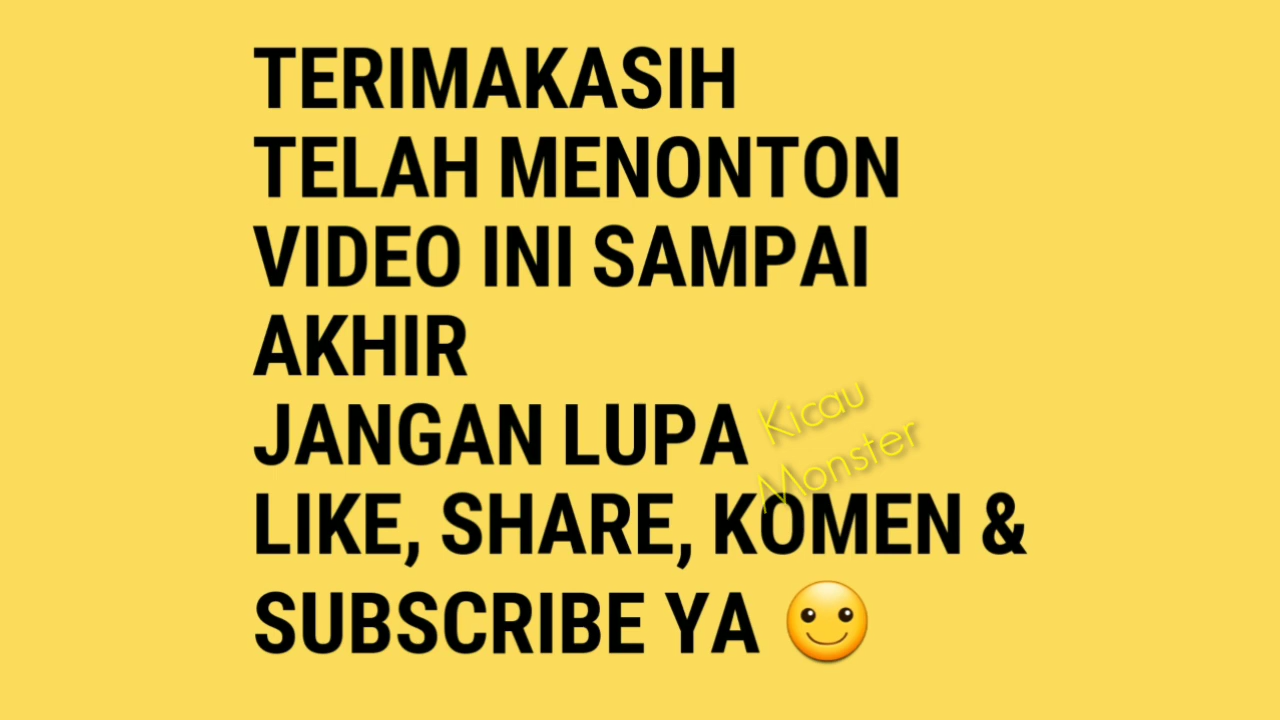 TERIMAKASIH
TELAH MENONTON
VIDEO INI SAMPAI
AKHIR
JANGAN LUPA
Kicau
Monster
LIKE, SHARE, KOMEN &
SUBSCRIBE YA 🙂